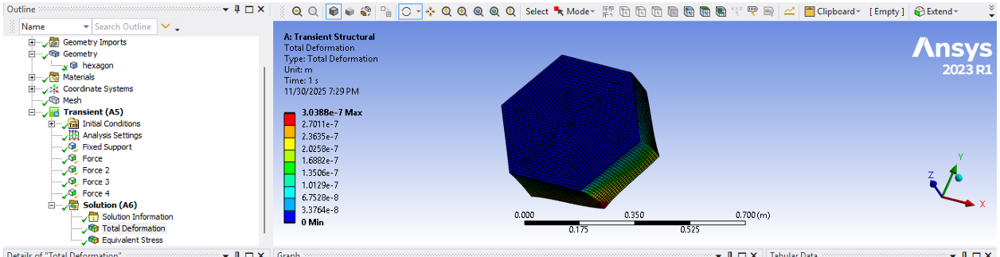 Outline
Name
Search Outline
Geometry Imports
Geometry
hexagon
Materials
Coordinate Systems
Mesh
Transient (A5)
Initial Conditions
Analysis Settings
Fixed Support
Force
Force 2
Force 3
Force 4
Solution (A6)
Solution Information
Total Deformation
Equivalent Stress
Details of "Total Deformation"
Select Mode Clipboard [ Empty ] Extend
A: Transient Structural
Total Deformation
Type: Total Deformation
Unit: m
Time: 1 s
11/30/2025 7:29 PM
3.0388e-7 Max
2.7011e-7
2.3635e-7
2.0258e-7
1.6882e-7
1.3506e-7
1.0129e-7
6.7528e-8
3.3764e-8
0 Min
Ansys
2023 R1
0.000 0.350 0.700 (m)
0.175 0.525
Y
Z
X
Graph
Tabular Data